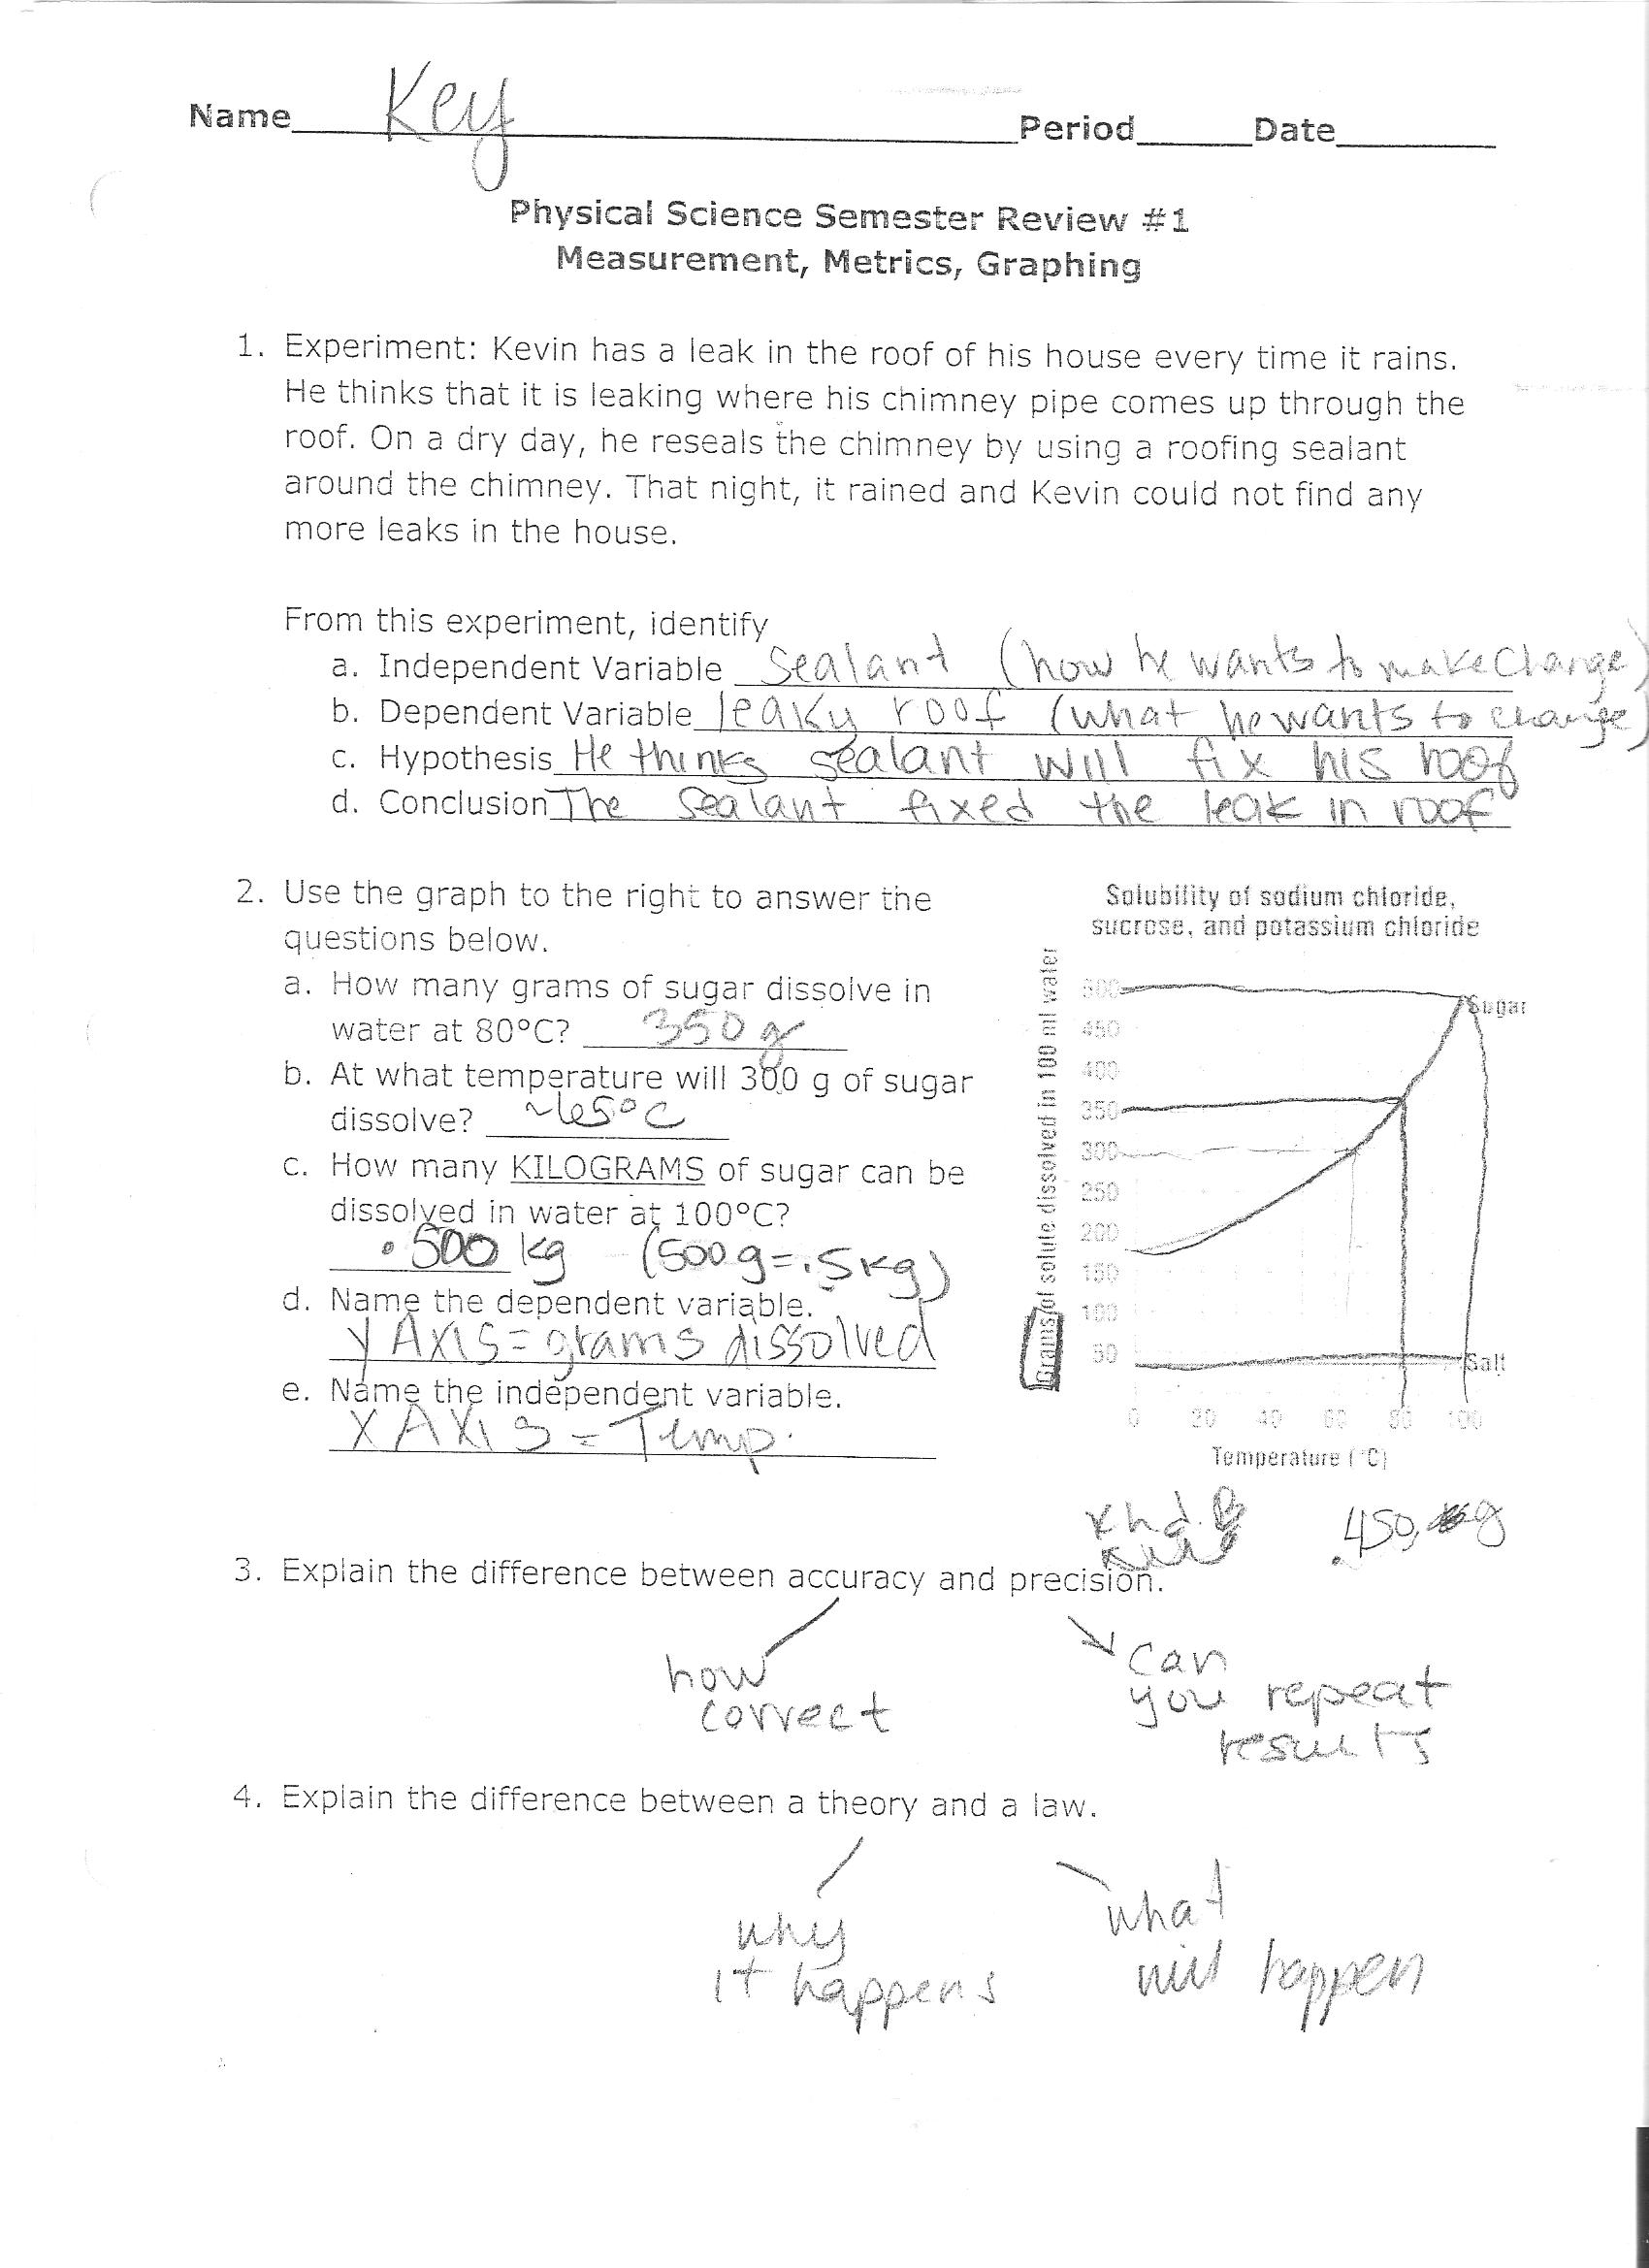 Name Key Period Date
Physical Science Semester Review #1
Measurement, Metrics, Graphing
1. Experiment: Kevin has a leak in the roof of his house every time it rains.
He thinks that it is leaking where his chimney pipe comes up through the
roof. On a dry day, he reseals the chimney by using a roofing sealant
around the chimney. That night, it rained and Kevin could not find any
more leaks in the house.
From this experiment, identify
a. Independent Variable Sealant (how he wants to make Change)
b. Dependent Variable leaky roof (what he wants to change)
c. Hypothesis He thinks sealant will fix his roof
d. Conclusion The Sealant fixed the leak in roof
2. Use the graph to the right to answer the
questions below.
a. How many grams of sugar dissolve in
water at 80°C? 350 g
b. At what temperature will 300 g of sugar
dissolve? ~65°C
c. How many KILOGRAMS of sugar can be
dissolved in water at 100°C?
.500 kg (500g=.5kg)
d. Name the dependent variable.
y Axis = grams dissolved
e. Name the independent variable.
X AXIS = Temp.
Solubility of sodium chloride,
sucrose, and potassium chloride
Grams of solute dissolved in 100 ml water
500
450
400
350
300
250
200
150
100
50
Sugar
Salt
0 20 40 60 80 100
Temperature (°C)
.450, g
3. Explain the difference between accuracy and precision.
how
correct
can
you repeat
results
4. Explain the difference between a theory and a law.
why
it happens
what
will happen